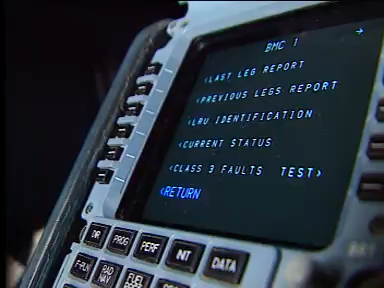 BMC 1 →
<LAST LEG REPORT
<PREVIOUS LEGS REPORT
<LRU IDENTIFICATION
<CURRENT STATUS
<CLASS 3 FAULTS TEST>
<RETURN
DIR PROG PERF INIT DATA
F-PLN RAD NAV FUEL